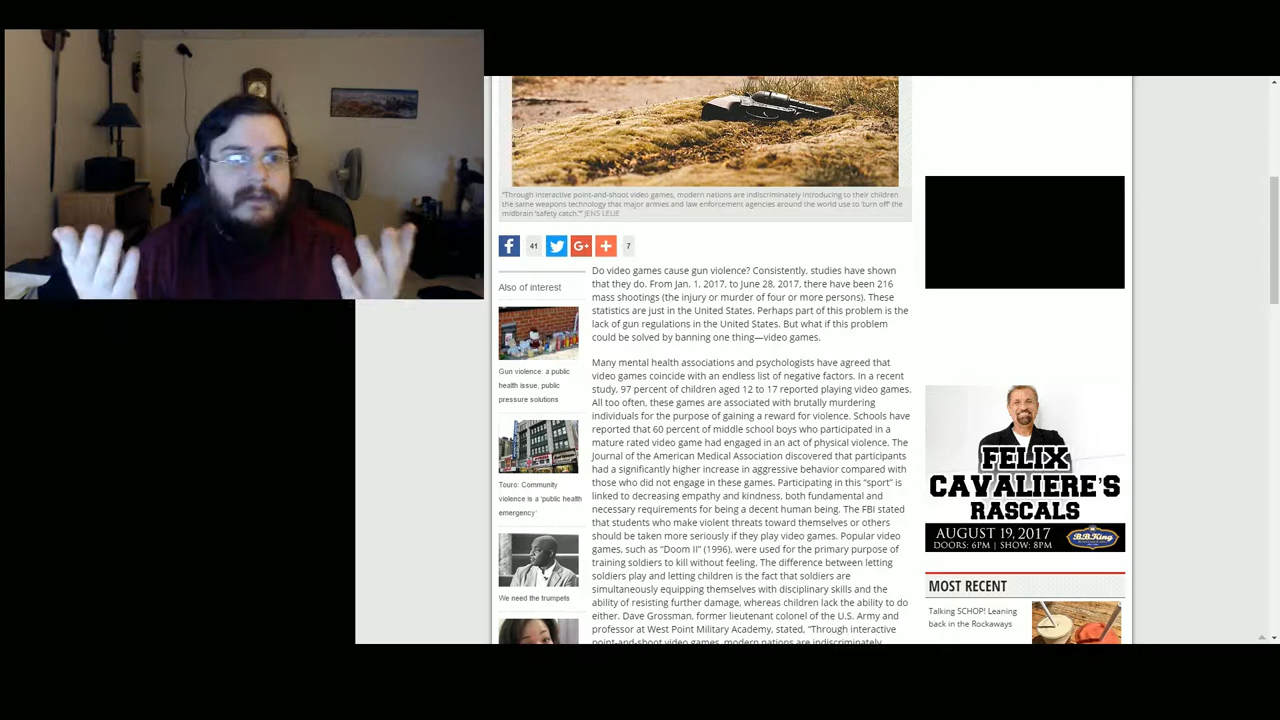 "Through interactive point-and-shoot video games, modern nations are indiscriminately introducing to their children
the same weapons technology that major armies and law enforcement agencies around the world use to 'turn off' the
midbrain 'safety catch.'" JENS LELIE
41
7
Also of interest
Gun violence: a public
health issue, public
pressure solutions
Touro: Community
violence is a 'public health
emergency'
We need the trumpets
Do video games cause gun violence? Consistently, studies have shown
that they do. From Jan. 1, 2017, to June 28, 2017, there have been 216
mass shootings (the injury or murder of four or more persons). These
statistics are just in the United States. Perhaps part of this problem is the
lack of gun regulations in the United States. But what if this problem
could be solved by banning one thing—video games.
Many mental health associations and psychologists have agreed that
video games coincide with an endless list of negative factors. In a recent
study, 97 percent of children aged 12 to 17 reported playing video games.
All too often, these games are associated with brutally murdering
individuals for the purpose of gaining a reward for violence. Schools have
reported that 60 percent of middle school boys who participated in a
mature rated video game had engaged in an act of physical violence. The
Journal of the American Medical Association discovered that participants
had a significantly higher increase in aggressive behavior compared with
those who did not engage in these games. Participating in this "sport" is
linked to decreasing empathy and kindness, both fundamental and
necessary requirements for being a decent human being. The FBI stated
that students who make violent threats toward themselves or others
should be taken more seriously if they play video games. Popular video
games, such as "Doom II" (1996), were used for the primary purpose of
training soldiers to kill without feeling. The difference between letting
soldiers play and letting children is the fact that soldiers are
simultaneously equipping themselves with disciplinary skills and the
ability of resisting further damage, whereas children lack the ability to do
either. Dave Grossman, former lieutenant colonel of the U.S. Army and
professor at West Point Military Academy, stated, "Through interactive
point-and-shoot video games, modern nations are indiscriminately
FELIX
CAVALIERE'S
RASCALS
AUGUST 19, 2017
DOORS: 6PM | SHOW: 8PM
B.B.King
MOST RECENT
Talking SCHOP! Leaning
back in the Rockaways